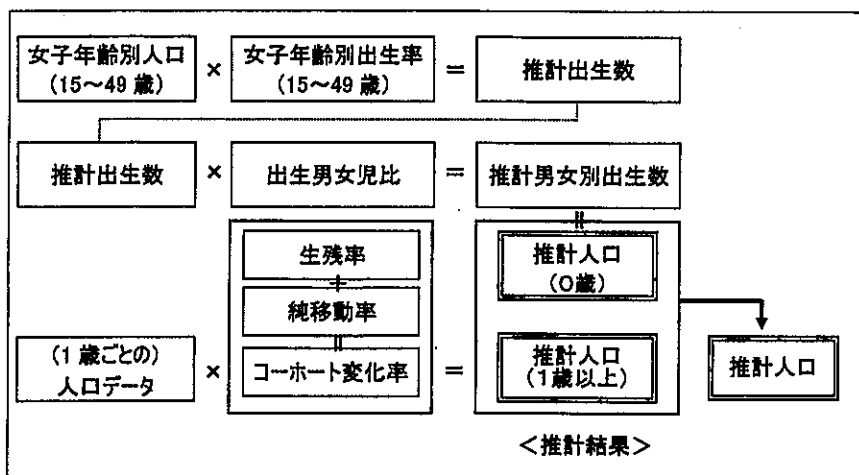 女子年齢別人口
(15～49 歳)
×
女子年齢別出生率
(15～49 歳)
＝
推計出生数
推計出生数
×
出生男女児比
＝
推計男女別出生数
||
生残率
+
純移動率
||
コーホート変化率
推計人口
(0歳)
(1 歳ごとの)
人口データ
×
＝
推計人口
(1歳以上)
推計人口
＜推計結果＞